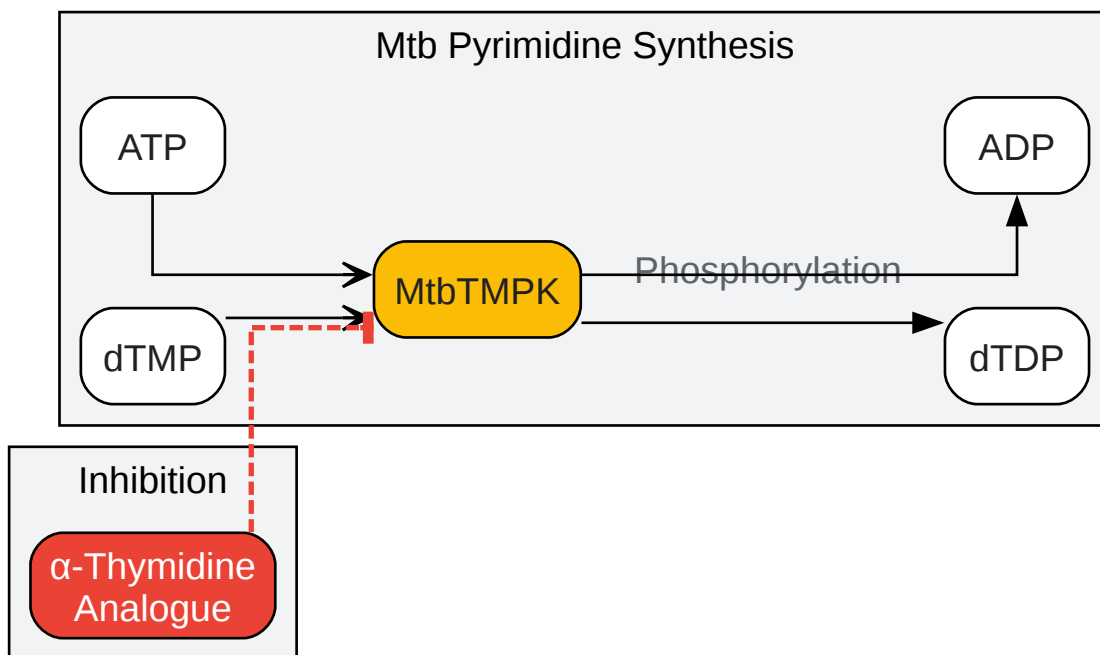 Mtb Pyrimidine Synthesis
ATP
ADP
Phosphorylation
MtbTMPK
dTMP
dTDP
Inhibition
α-Thymidine
Analogue